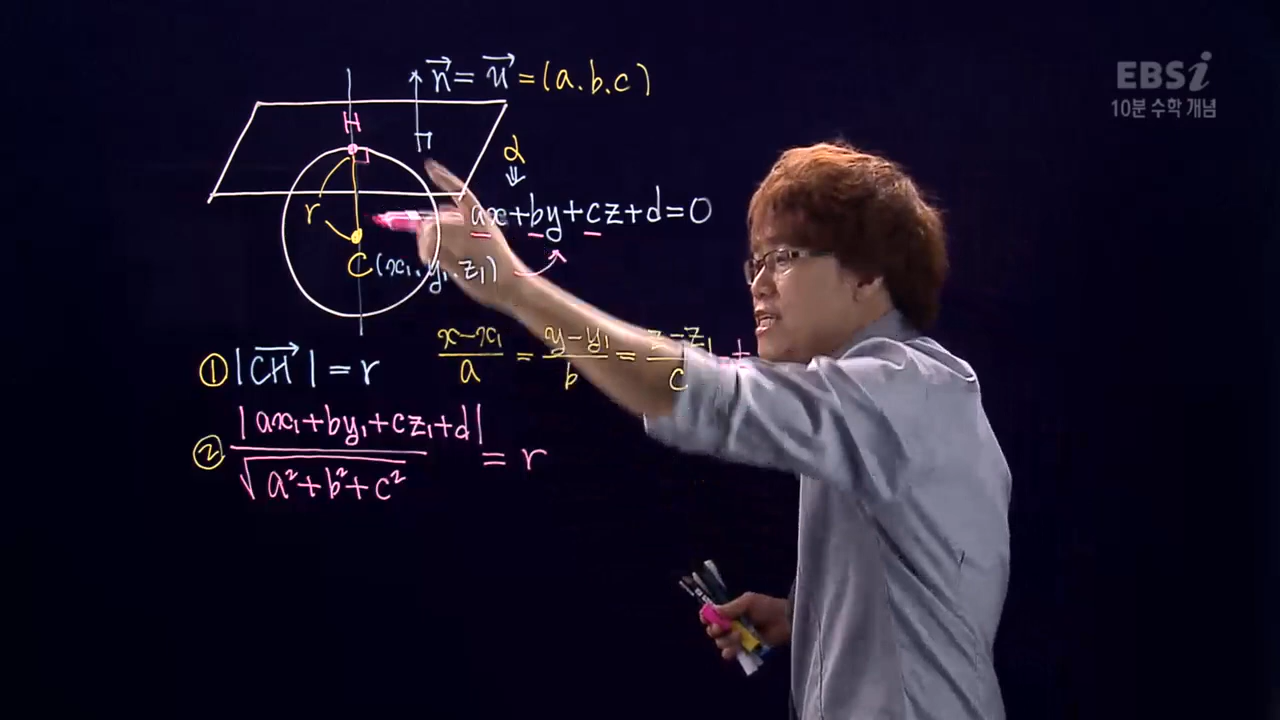 EBSi
10분 수학 개념
n⃗ = u⃗ = (a.b.c)
H
α
⇓
r
ax+by+cz+d=0
C (x₁. y₁. z₁)
① |CH⃗| = r
(x-x₁)/a = (y-y₁)/b = (z-z₁)/c = t
② |ax₁+by₁+cz₁+d| / √(a²+b²+c²) = r